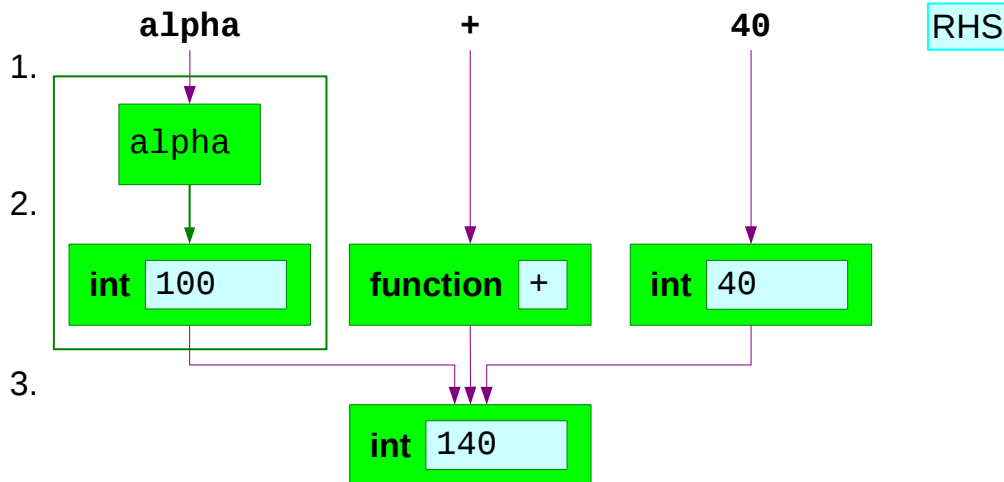 alpha + 40 RHS
1.
alpha
2.
int 100 function + int 40
3.
int 140